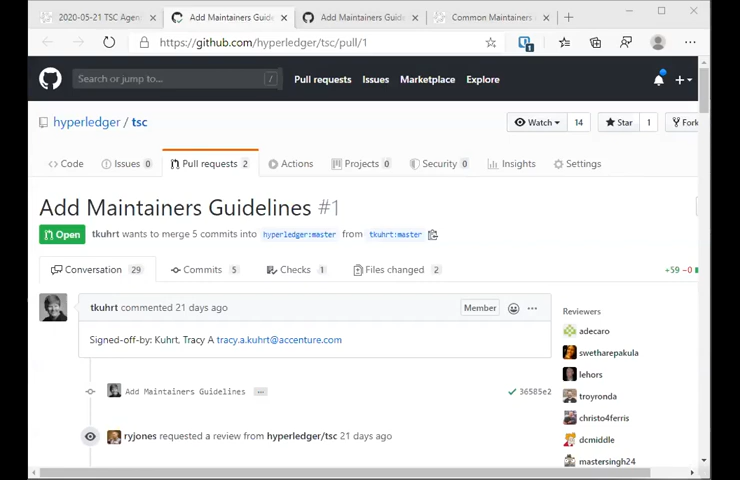 2020-05-21 TSC Agen
Add Maintainers Guide
Add Maintainers Guidel
Common Maintainers
https://github.com/hyperledger/tsc/pull/1
1
Search or jump to...
/
Pull requests
Issues
Marketplace
Explore
hyperledger / tsc
Watch
14
Star
1
Fork
Code
Issues 0
Pull requests 2
Actions
Projects 0
Security 0
Insights
Settings
Add Maintainers Guidelines #1
Open
tkuhrt wants to merge 5 commits into hyperledger:master from tkuhrt:master
Conversation 29
Commits 5
Checks 1
Files changed 2
+59 −0
tkuhrt commented 21 days ago
Member
Signed-off-by: Kuhrt, Tracy A tracy.a.kuhrt@accenture.com
Add Maintainers Guidelines
36585e2
ryjones requested a review from hyperledger/tsc 21 days ago
Reviewers
adecaro
swetharepakula
lehors
troyronda
christo4ferris
dcmiddle
mastersingh24